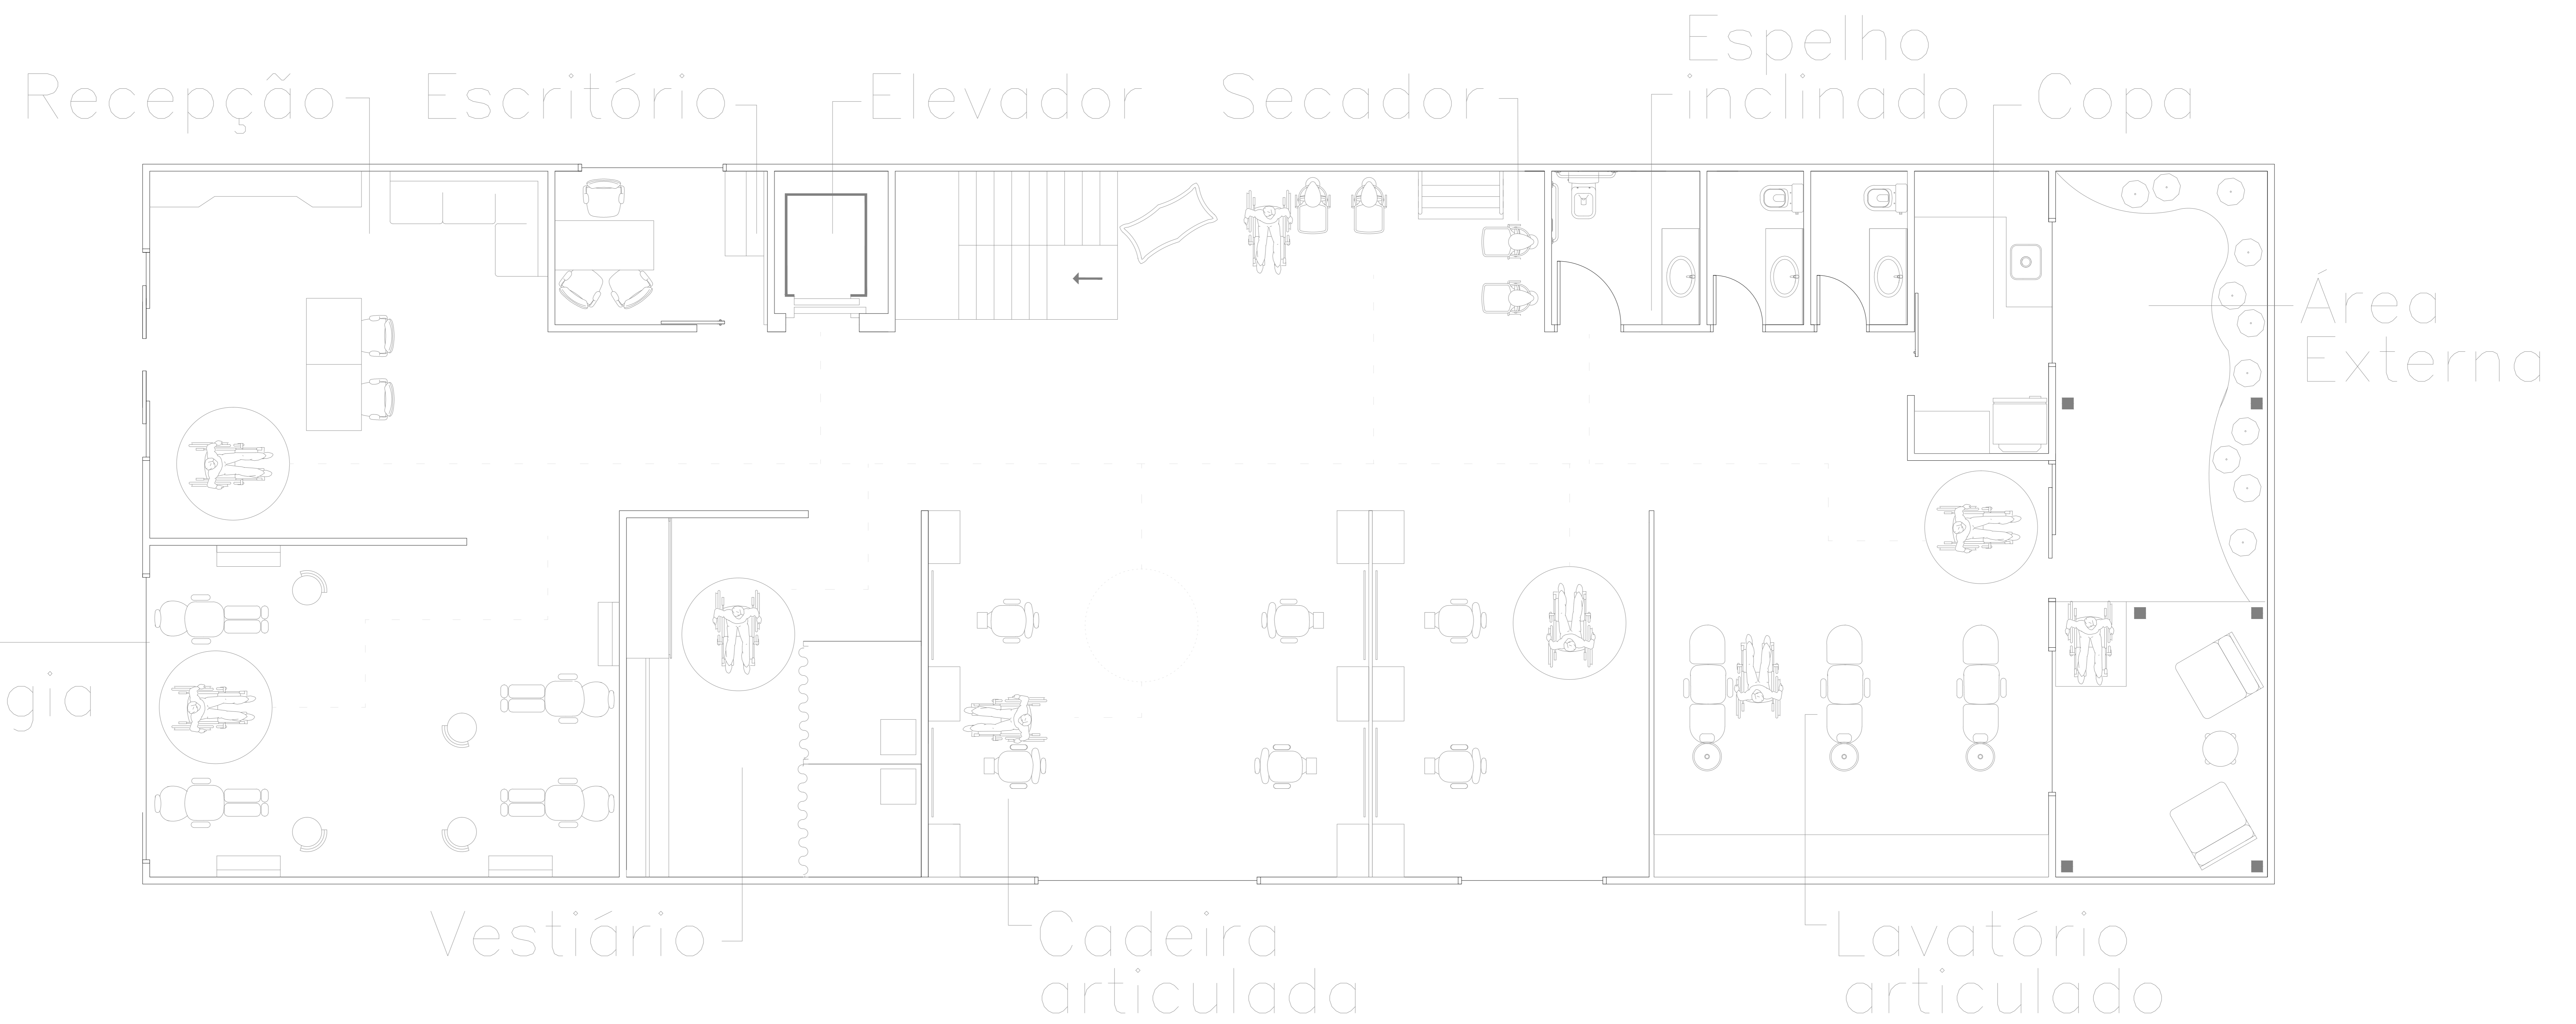 Recepção
Escritório
Elevador
Secador
Espelho
inclinado
Copa
Área
Externa
gia
Vestiário
Cadeira
articulada
Lavatório
articulado